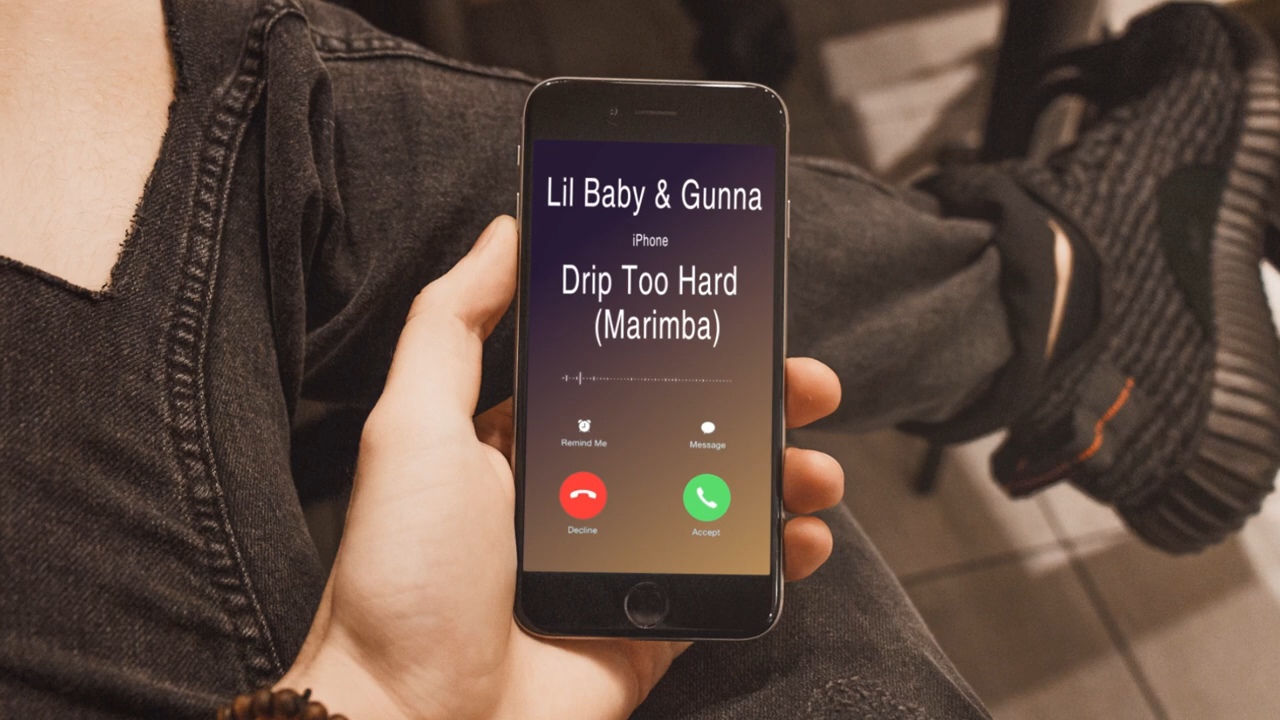 Lil Baby & Gunna
iPhone
Drip Too Hard
(Marimba)
Remind Me
Message
Decline
Accept